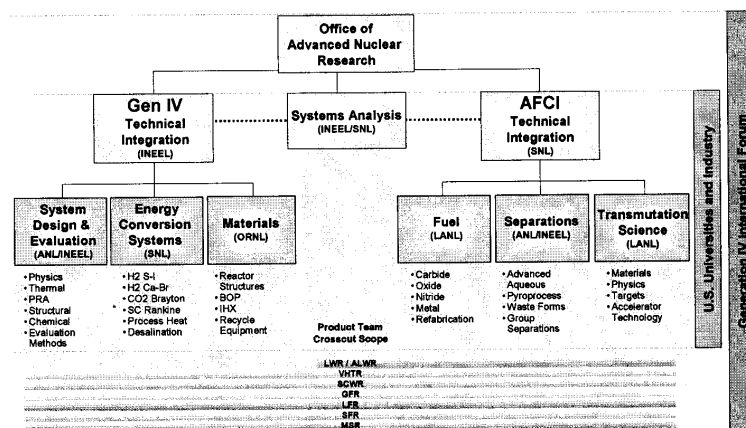 Office of
Advanced Nuclear
Research
Gen IV
Technical
Integration
(INEEL)
Systems Analysis
(INEEL/SNL)
AFCI
Technical
Integration
(SNL)
System
Design &
Evaluation
(ANL/INEEL)
Energy
Conversion
Systems
(SNL)
Materials
(ORNL)
Fuel
(LANL)
Separations
(ANL/INEEL)
Transmutation
Science
(LANL)
• Physics
• Thermal
• PRA
• Structural
• Chemical
• Evaluation
Methods
• H2 S-I
• H2 Ca-Br
• CO2 Brayton
• SC Rankine
• Process Heat
• Desalination
• Reactor
Structures
• BOP
• IHX
• Recycle
Equipment
• Carbide
• Oxide
• Nitride
• Metal
• Refabrication
• Advanced
Aqueous
• Pyroprocess
• Waste Forms
• Group
Separations
• Materials
• Physics
• Targets
• Accelerator
Technology
Product Team
Crosscut Scope
LWR / ALWR
VHTR
SCWR
GFR
LFR
SFR
MSR
U.S. Universities and Industry
Generation IV International Forum